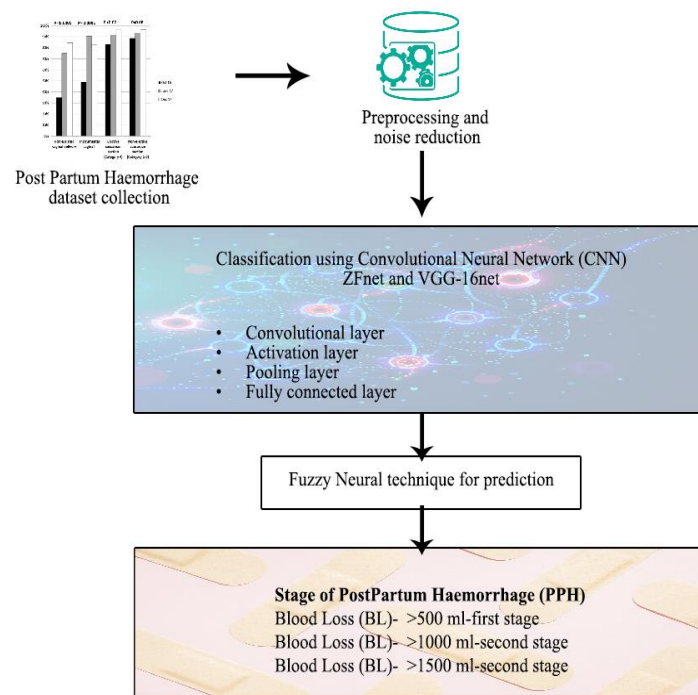 Post Partum Haemorrhage
dataset collection
Preprocessing and
noise reduction
Classification using Convolutional Neural Network (CNN)
ZFnet and VGG-16net
• Convolutional layer
• Activation layer
• Pooling layer
• Fully connected layer
Fuzzy Neural technique for prediction
Stage of PostPartum Haemorrhage (PPH)
Blood Loss (BL)- >500 ml-first stage
Blood Loss (BL)- >1000 ml-second stage
Blood Loss (BL)- >1500 ml-second stage